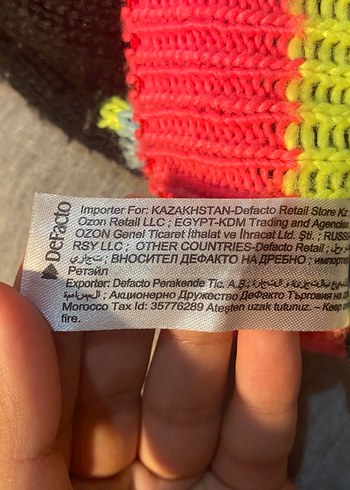 DeFacto
Importer For: KAZAKHSTAN-Defacto Retail Store Kz
Ozon Retail LLC ; EGYPT-KDM Trading and Agencies
OZON Genel Ticaret İthalat ve İhracat Ltd. Şti. ; RUSSI
RSY LLC ; OTHER COUNTRIES-Defacto Retail ;
; ВНОСИТЕЛ ДЕФАКТО НА ДРЕБНО ; импорте
Ретэйл
Exporter: Defacto Perakende Tic. A.Ş.;
; Акционерно Дружество ДеФакто Търговия на
Morocco Tax Id: 35776289 Ateşten uzak tutunuz. – Keep
fire.